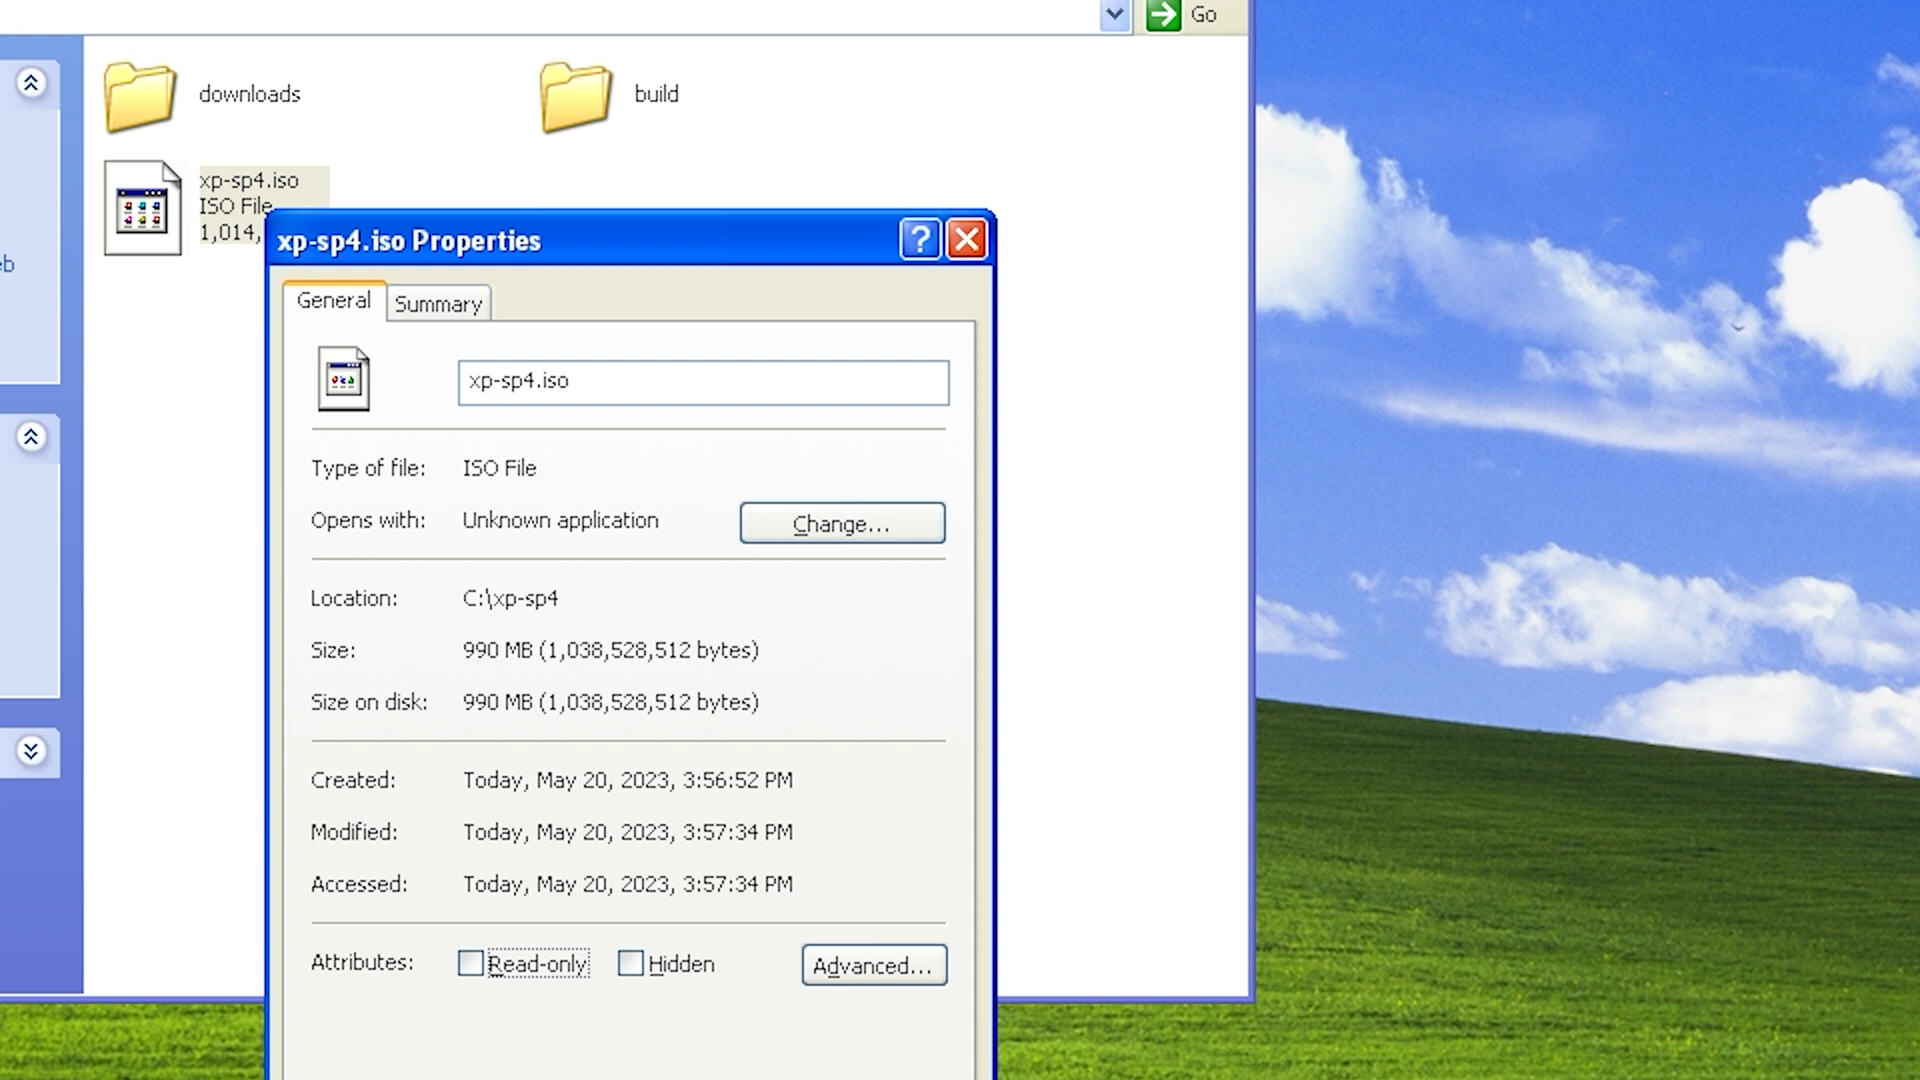 Go
downloads
build
xp-sp4.iso
ISO File
1,014,
eb
xp-sp4.iso Properties
?
General
Summary
xp-sp4.iso
Type of file: ISO File
Opens with: Unknown application
Change...
Location: C:\xp-sp4
Size: 990 MB (1,038,528,512 bytes)
Size on disk: 990 MB (1,038,528,512 bytes)
Created: Today, May 20, 2023, 3:56:52 PM
Modified: Today, May 20, 2023, 3:57:34 PM
Accessed: Today, May 20, 2023, 3:57:34 PM
Attributes: Read-only Hidden Advanced...